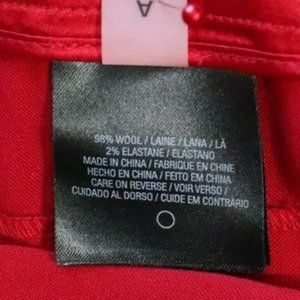 A
98% WOOL / LAINE / LANA / LÃ
2% ELASTANE / ELASTANO
MADE IN CHINA / FABRIQUE EN CHINE
HECHO EN CHINA / FEITO EM CHINA
CARE ON REVERSE / VOIR VERSO /
CUIDADO AL DORSO / CUIDE EM CONTRÁRIO